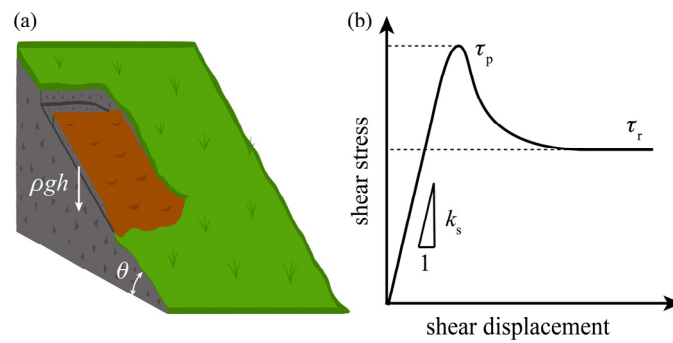 (a)
ρgh
θ
(b)
τp
τr
ks
1
shear stress
shear displacement